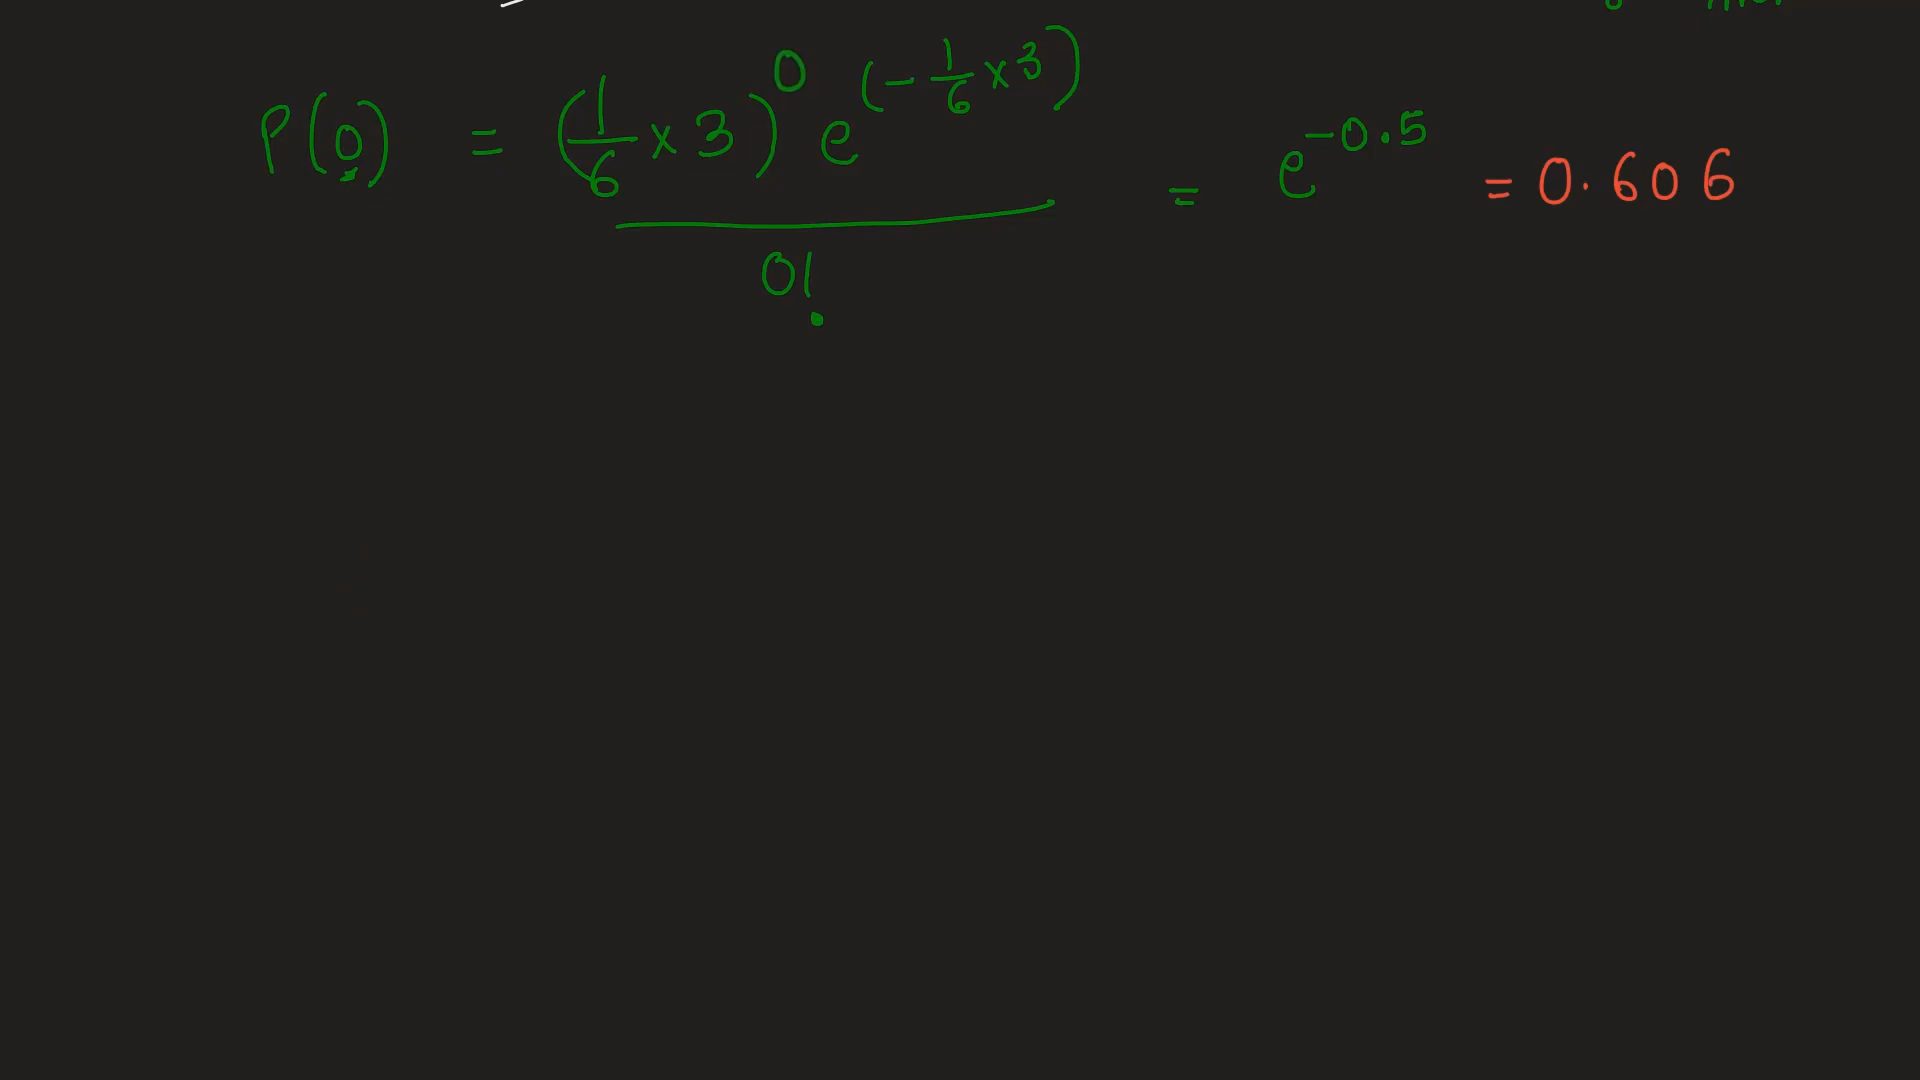 P(0) = (1/6 x 3)^0 e^(-1/6 x 3) / 0! = e^-0.5 = 0.606